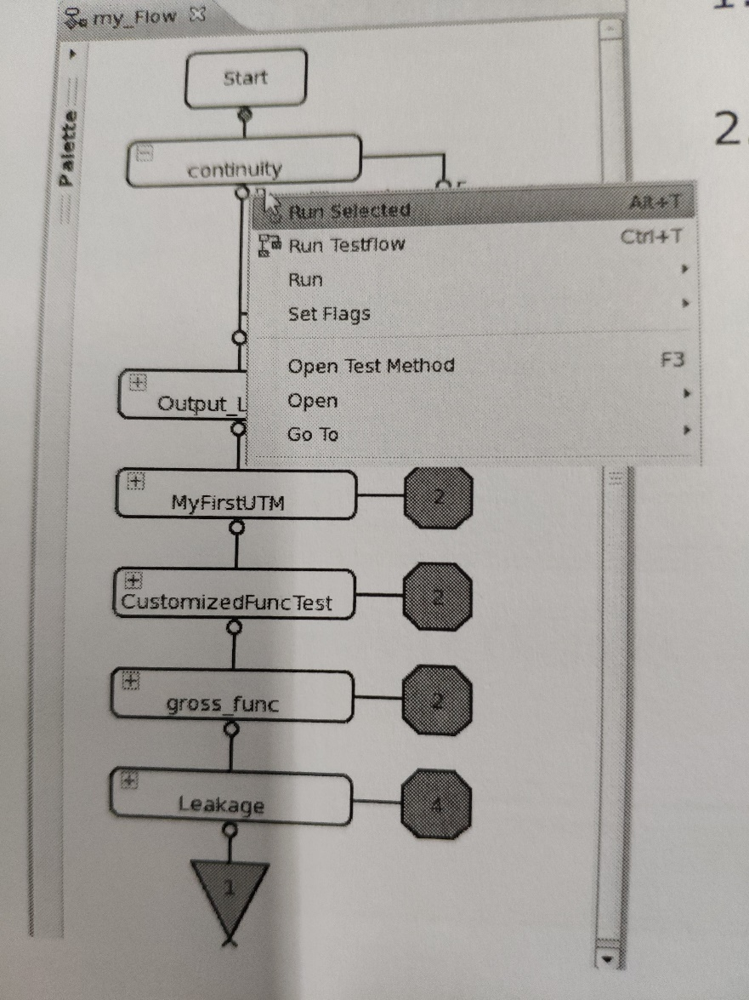 my_Flow
Palette
Start
continuity
Run Selected Alt+T
Run Testflow Ctrl+T
Run
Set Flags
Open Test Method F3
Open
Go To
Output_L
MyFirstUTM
2
CustomizedFuncTest
2
gross_func
2
Leakage
4
1
2.